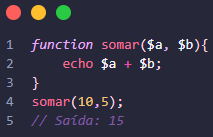 1 function somar($a, $b){
2 echo $a + $b;
3 }
4 somar(10,5);
5 // Saída: 15